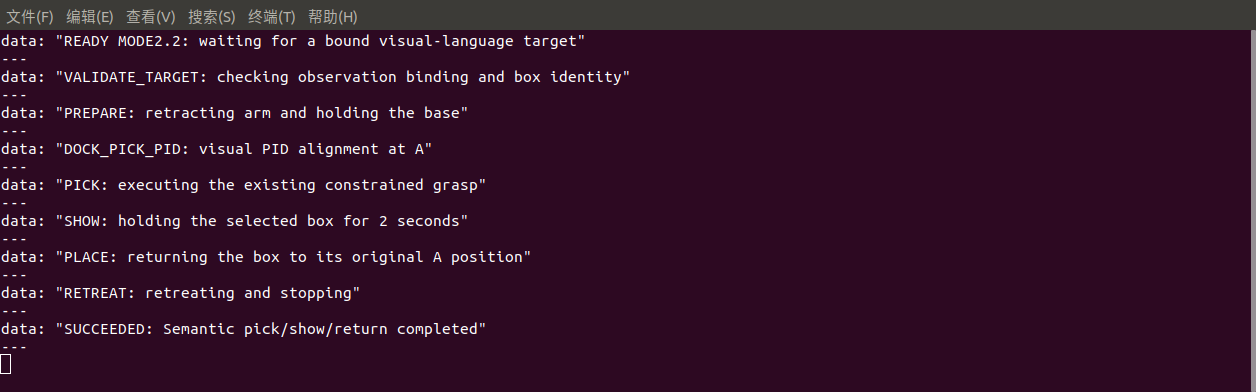 文件(F) 编辑(E) 查看(V) 搜索(S) 终端(T) 帮助(H)
data: "READY MODE2.2: waiting for a bound visual-language target"
---
data: "VALIDATE_TARGET: checking observation binding and box identity"
---
data: "PREPARE: retracting arm and holding the base"
---
data: "DOCK_PICK_PID: visual PID alignment at A"
---
data: "PICK: executing the existing constrained grasp"
---
data: "SHOW: holding the selected box for 2 seconds"
---
data: "PLACE: returning the box to its original A position"
---
data: "RETREAT: retreating and stopping"
---
data: "SUCCEEDED: Semantic pick/show/return completed"
---